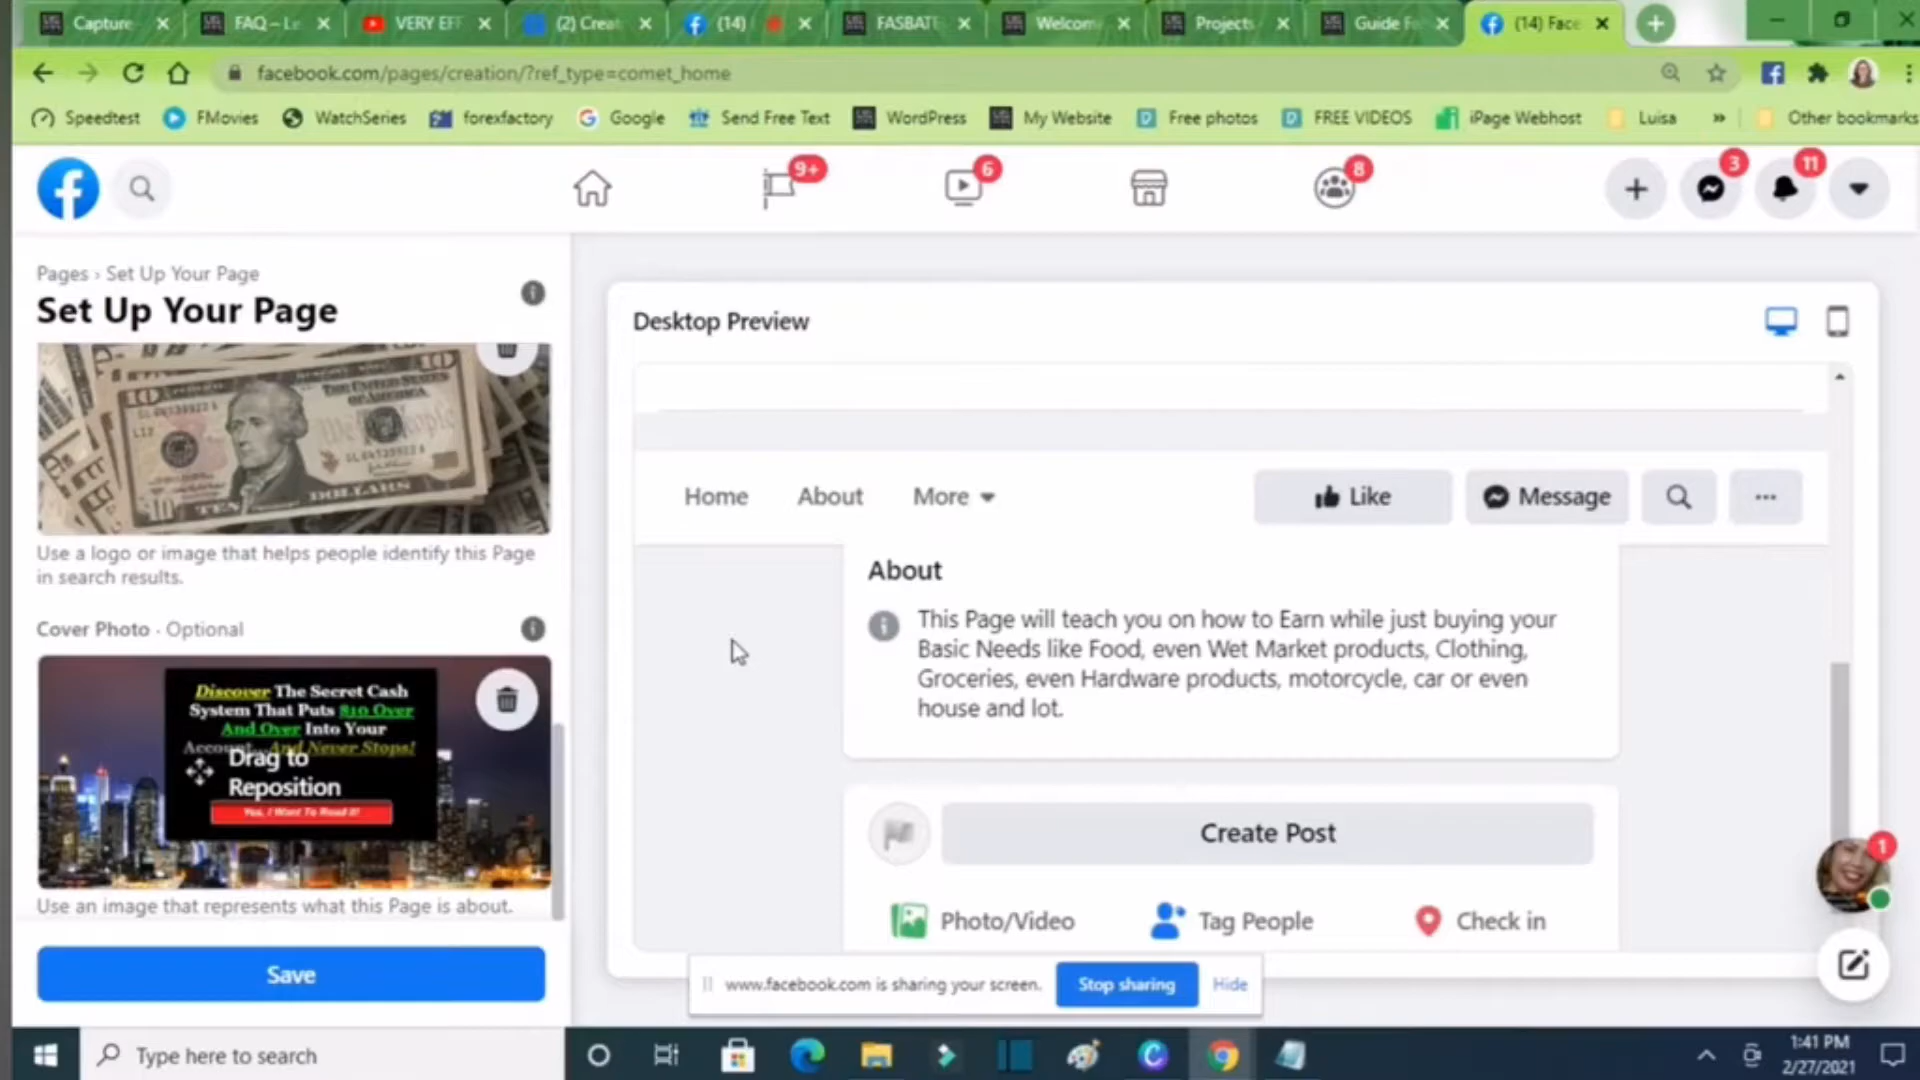 Capture
FAQ – Le
VERY EFF
(2) Creat
(14)
FASBATE
Welcom
Projects
Guide Fo
(14) Face
facebook.com/pages/creation/?ref_type=comet_home
Speedtest
FMovies
WatchSeries
forexfactory
Google
Send Free Text
WordPress
My Website
Free photos
FREE VIDEOS
iPage Webhost
Luisa
»
Other bookmarks
9+
6
8
3
11
Pages › Set Up Your Page
Set Up Your Page
Use a logo or image that helps people identify this Page
in search results.
Cover Photo · Optional
Discover The Secret Cash
System That Puts $10 Over
And Over Into Your
Account... And Never Stops!
Drag to
Reposition
Yes, I Want To Read It!
Use an image that represents what this Page is about.
Save
Desktop Preview
Home
About
More
Like
Message
About
This Page will teach you on how to Earn while just buying your
Basic Needs like Food, even Wet Market products, Clothing,
Groceries, even Hardware products, motorcycle, car or even
house and lot.
Create Post
Photo/Video
Tag People
Check in
1
www.facebook.com is sharing your screen.
Stop sharing
Hide
Type here to search
1:41 PM
2/27/2021